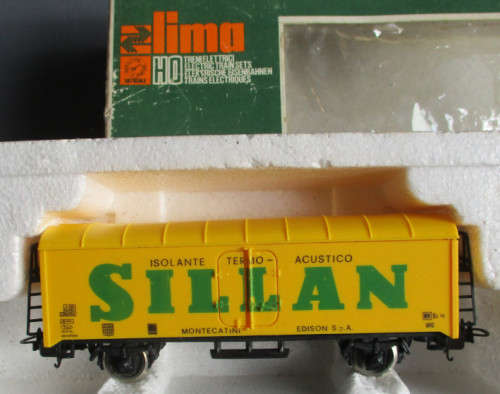 lima
HO
TRENI ELETTRICI
ELECTRIC TRAIN SETS
ELEKTRISCHE EISENBAHNEN
TRAINS ELECTRIQUES
ISOLANTE TERMO - ACUSTICO
SILLAN
MONTECATINI EDISON S.p.A.